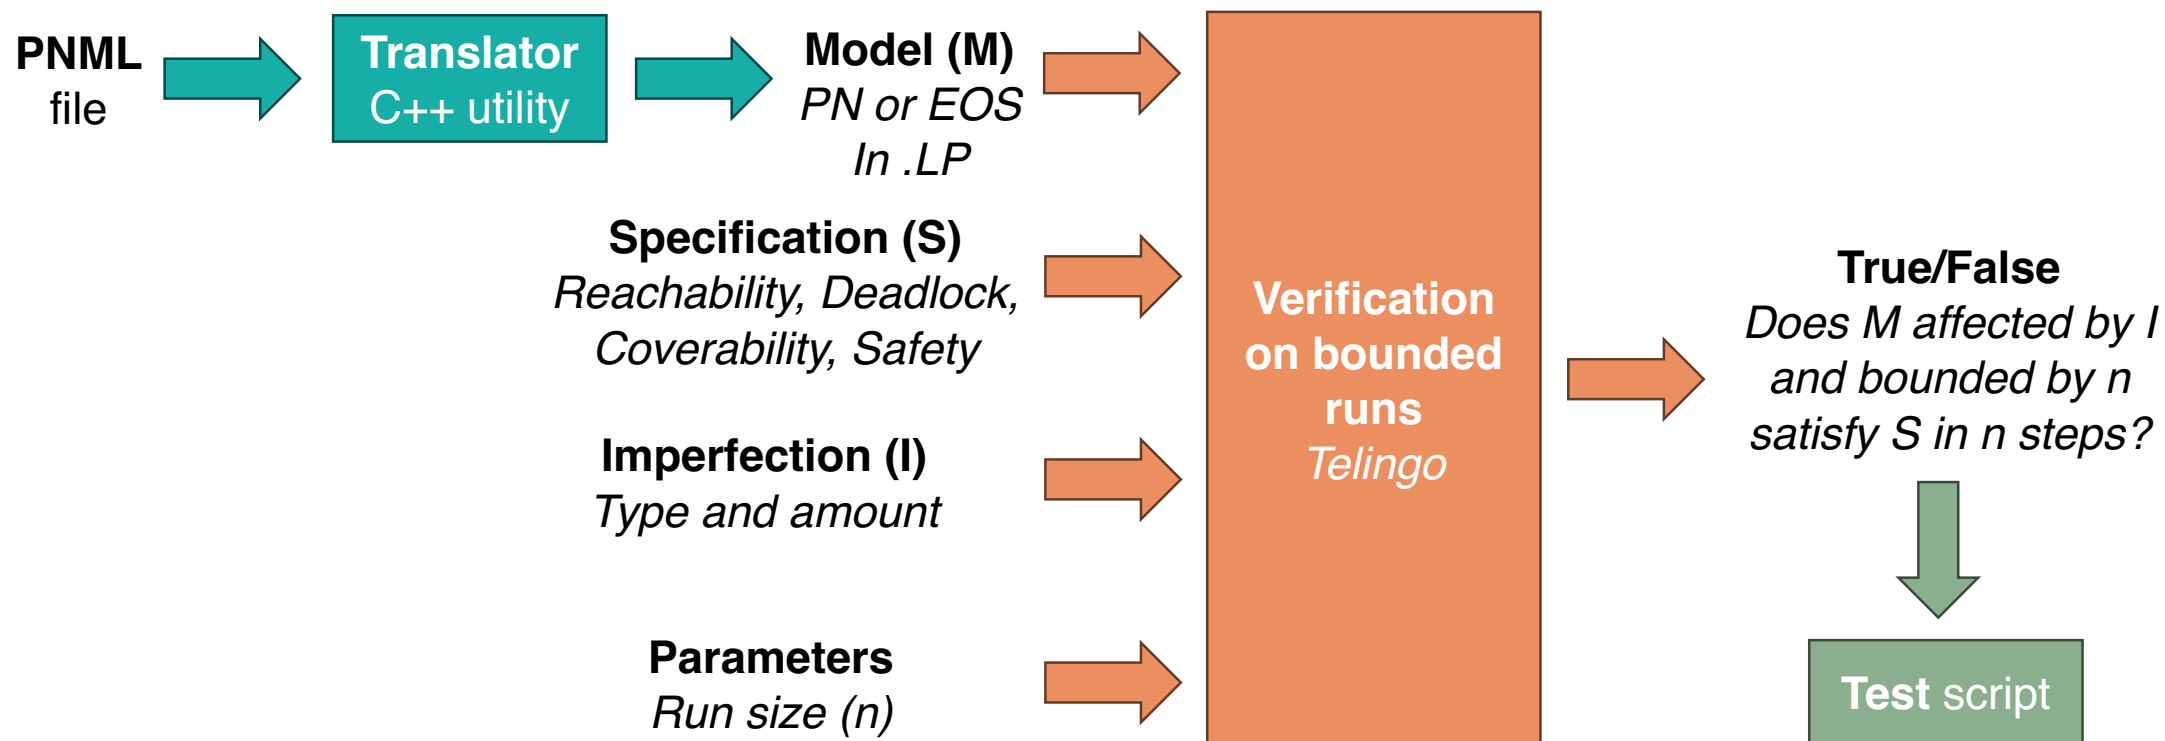 PNML
file
Translator
C++ utility
Model (M)
PN or EOS
In .LP
Specification (S)
Reachability, Deadlock,
Coverability, Safety
Imperfection (I)
Type and amount
Parameters
Run size (n)
Verification
on bounded
runs
Telingo
True/False
Does M affected by I
and bounded by n
satisfy S in n steps?
Test script